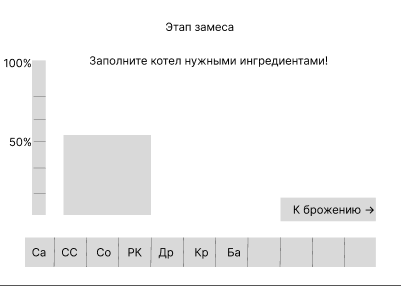 Этап замеса
Заполните котел нужными ингредиентами!
100%
50%
К брожению →
Са СС Со РК Др Кр Ба